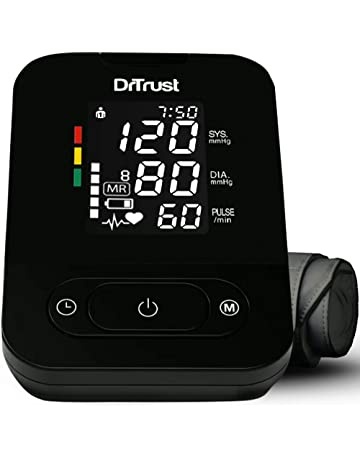 DrTrust
7:50
120 SYS. mmHg
8 80 DIA. mmHg
MR
60 PULSE /min
M